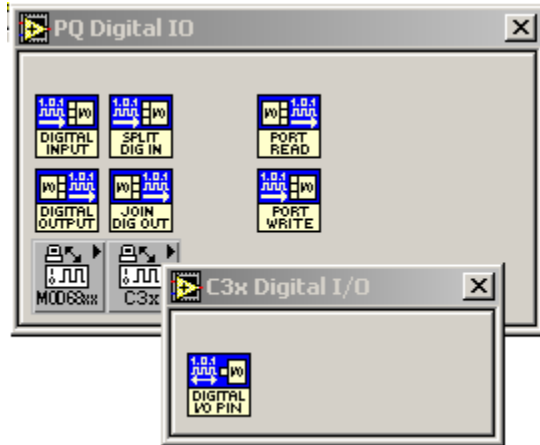 PQ Digital IO
1.0.1 I/O 1.0.1 I/O I/O 1.0.1
DIGITAL INPUT
SPLIT DIG IN
PORT READ
I/O 1.0.1 I/O 1.0.1 1.0.1 I/O
DIGITAL OUTPUT
JOIN DIG OUT
PORT WRITE
MOD68xx
C3x
C3x Digital I/O
1.0.1 I/O
DIGITAL
I/O PIN